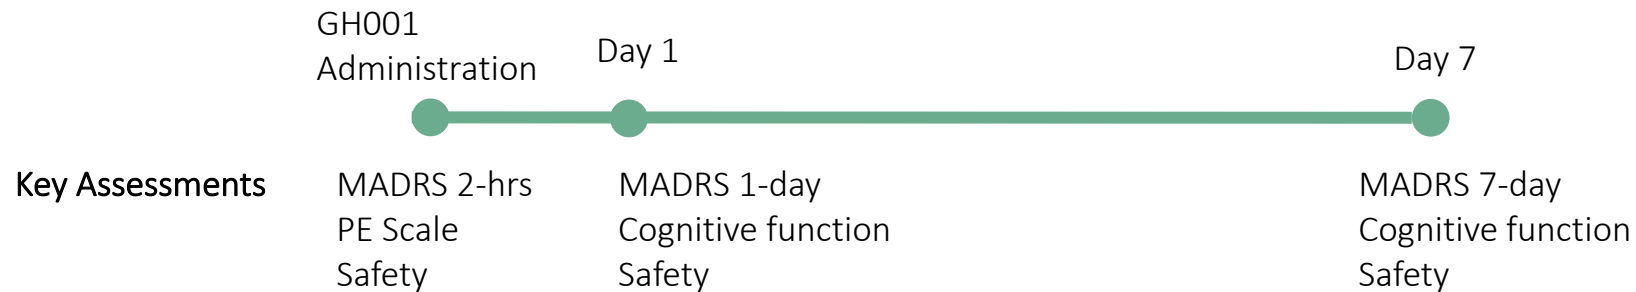 GH001
Administration
Day 1
Day 7
Key Assessments
MADRS 2-hrs
PE Scale
Safety
MADRS 1-day
Cognitive function
Safety
MADRS 7-day
Cognitive function
Safety